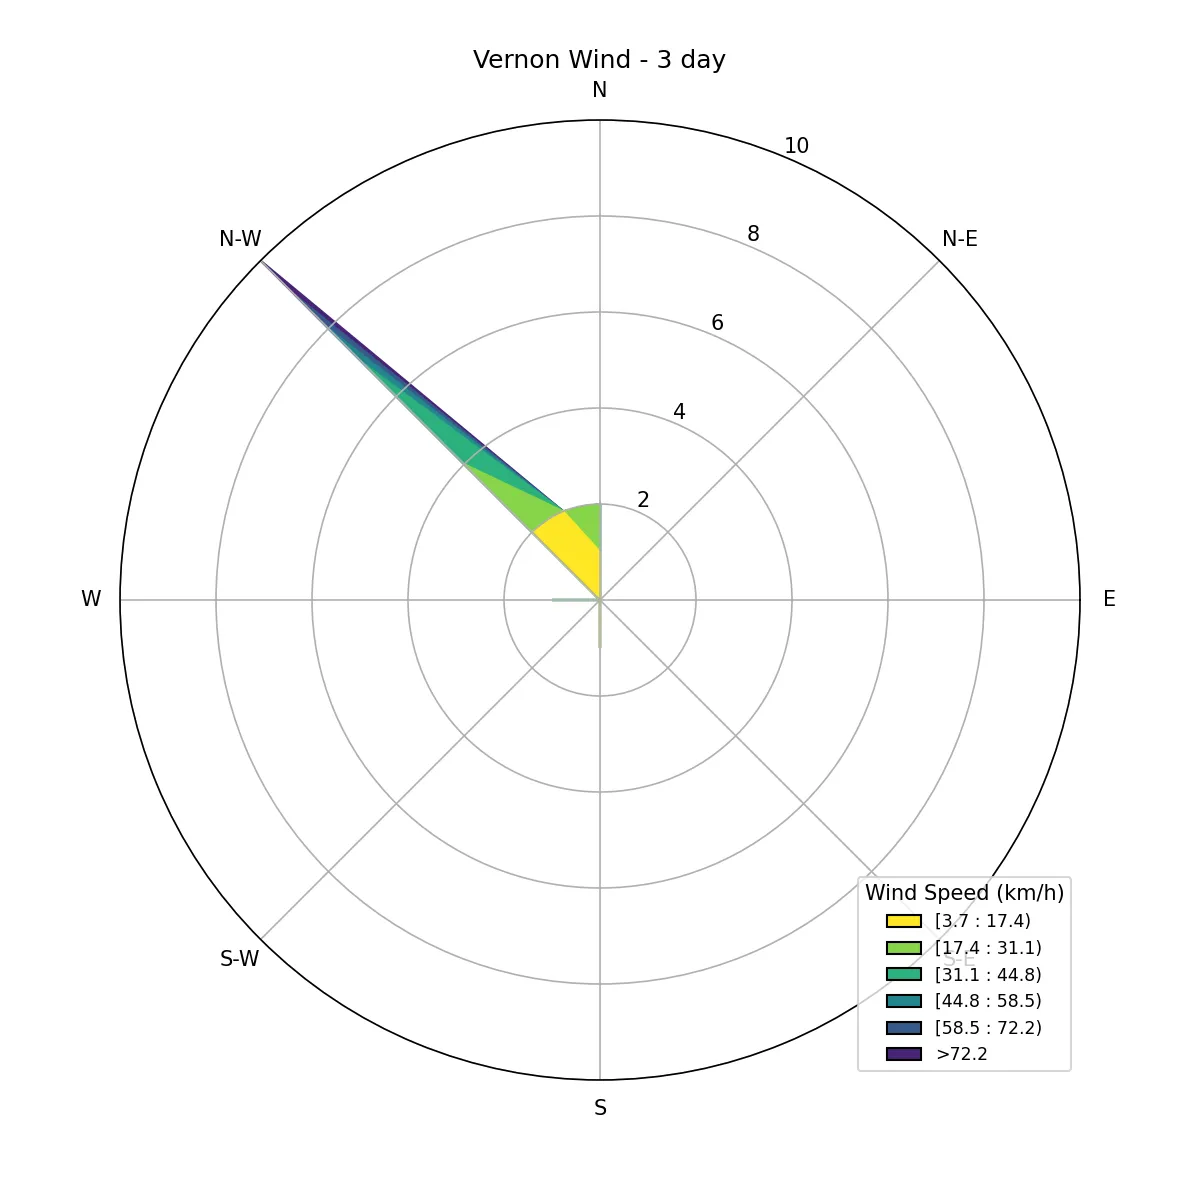 Vernon Wind - 3 day
N
10
N-W
N-E
8
6
4
2
W
E
S-W
S-E
S
Wind Speed (km/h)
[3.7 : 17.4)
[17.4 : 31.1)
[31.1 : 44.8)
[44.8 : 58.5)
[58.5 : 72.2)
>72.2